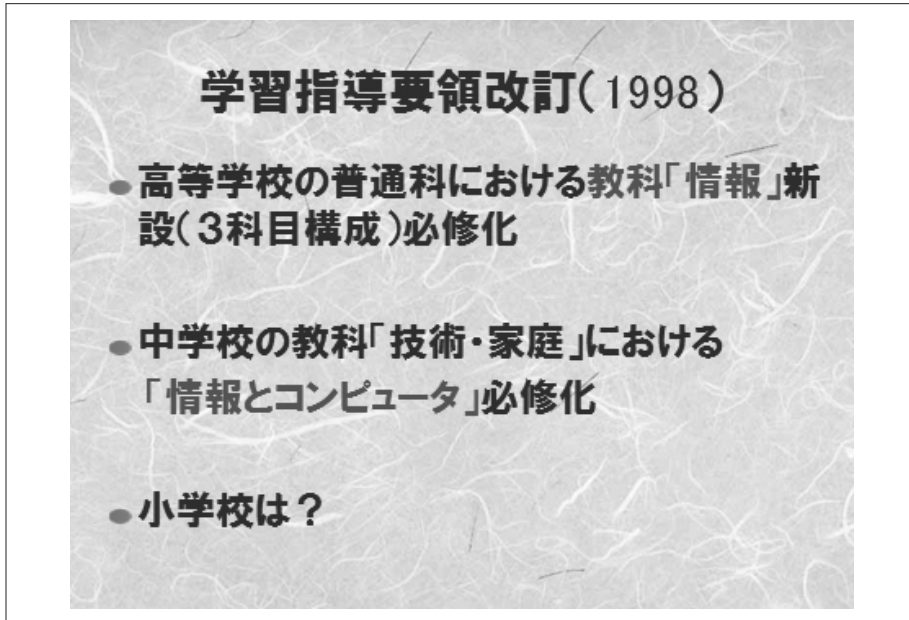 学習指導要領改訂(1998)
●高等学校の普通科における教科「情報」新
設(3科目構成)必修化
●中学校の教科「技術・家庭」における
「情報とコンピュータ」必修化
●小学校は?